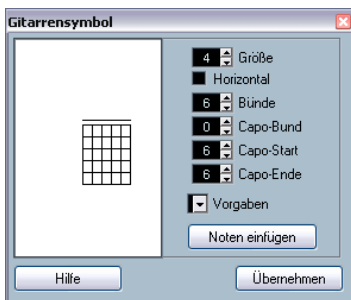 Gitarrensymbol
4 Größe
Horizontal
6 Bünde
0 Capo-Bund
6 Capo-Start
6 Capo-Ende
Vorgaben
Noten einfügen
Hilfe
Übernehmen